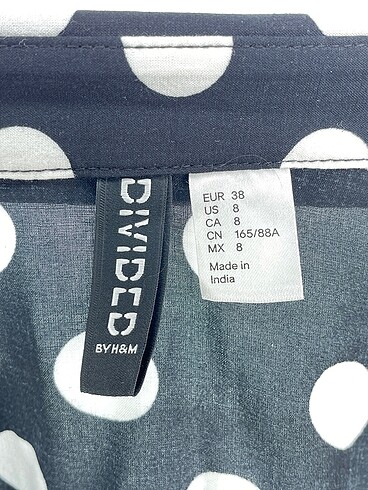 DIVIDED
BY H&M
EUR 38
US 8
CA 8
CN 165/88A
MX 8
Made in
India